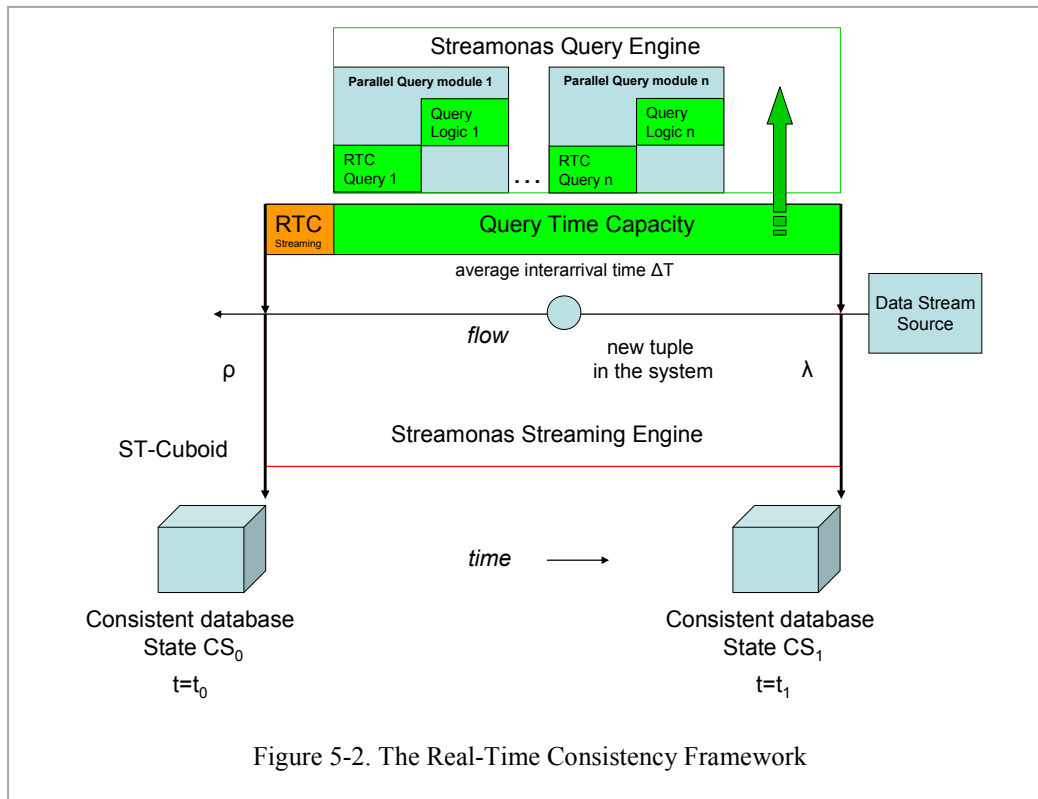 Streamonas Query Engine
Parallel Query module 1
Parallel Query module n
Query
Logic 1
Query
Logic n
RTC
Query 1
...
RTC
Query n
RTC
Streaming
Query Time Capacity
average interarrival time ΔT
Data Stream
Source
flow
new tuple
in the system
ρ
λ
ST-Cuboid
Streamonas Streaming Engine
time
Consistent database
State CS₀
t=t₀
Consistent database
State CS₁
t=t₁
Figure 5-2. The Real-Time Consistency Framework